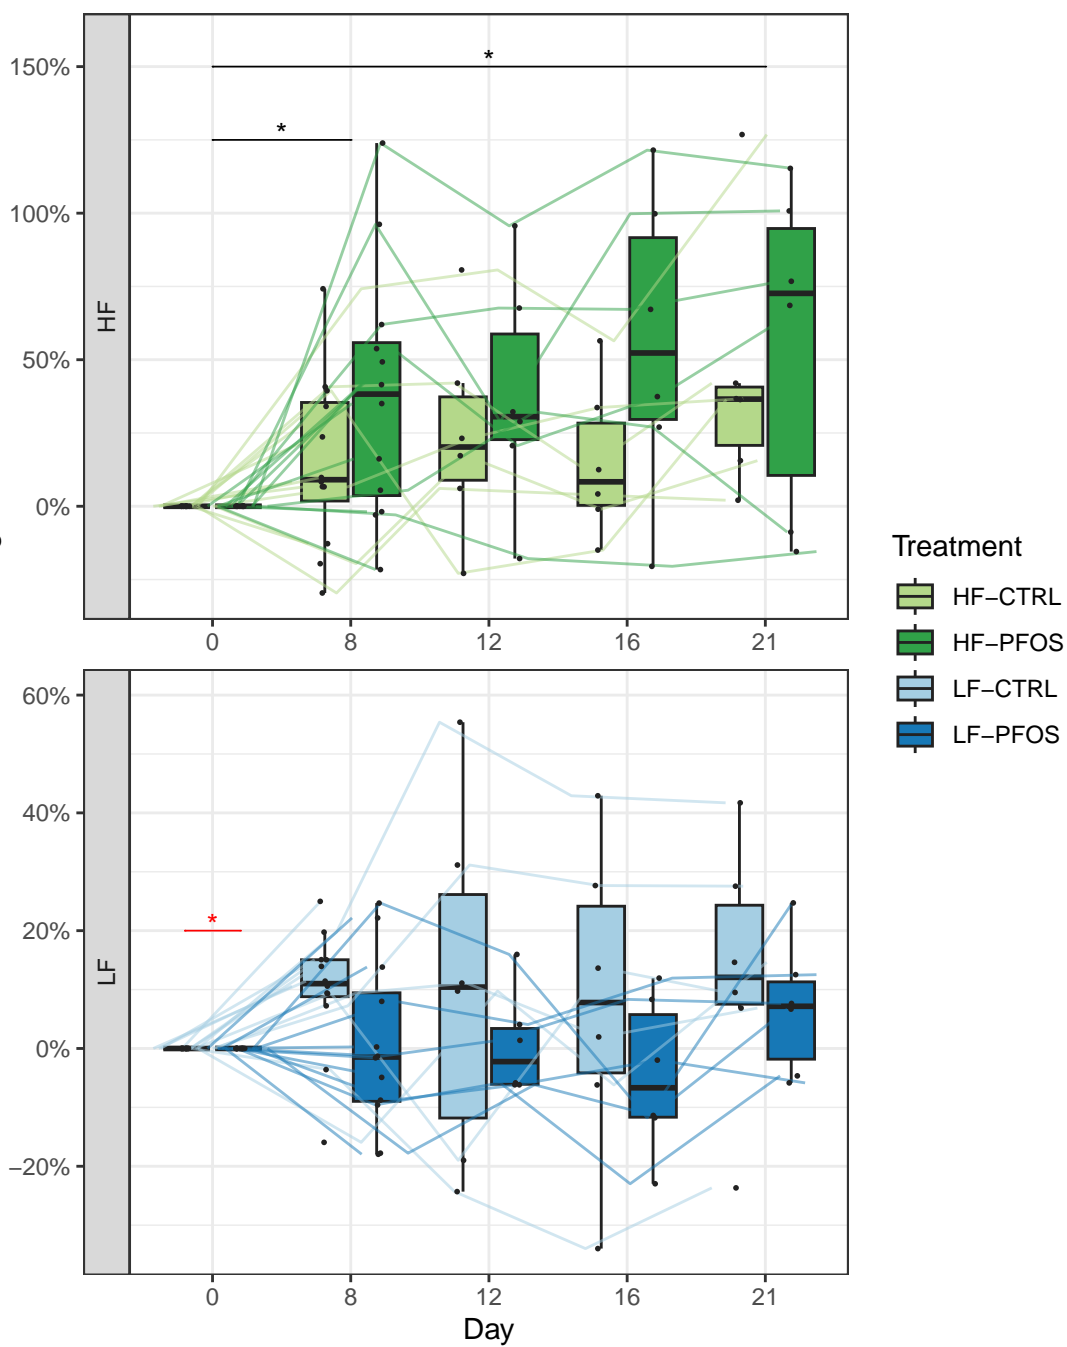 HF
150%
100%
50%
0%
*
*
0 8 12 16 21
LF
60%
40%
20%
0%
−20%
*
0 8 12 16 21
Day
Treatment
HF−CTRL
HF−PFOS
LF−CTRL
LF−PFOS